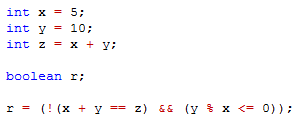 int x = 5;
int y = 10;
int z = x + y;
boolean r;
r = (!(x + y == z) && (y % x <= 0));